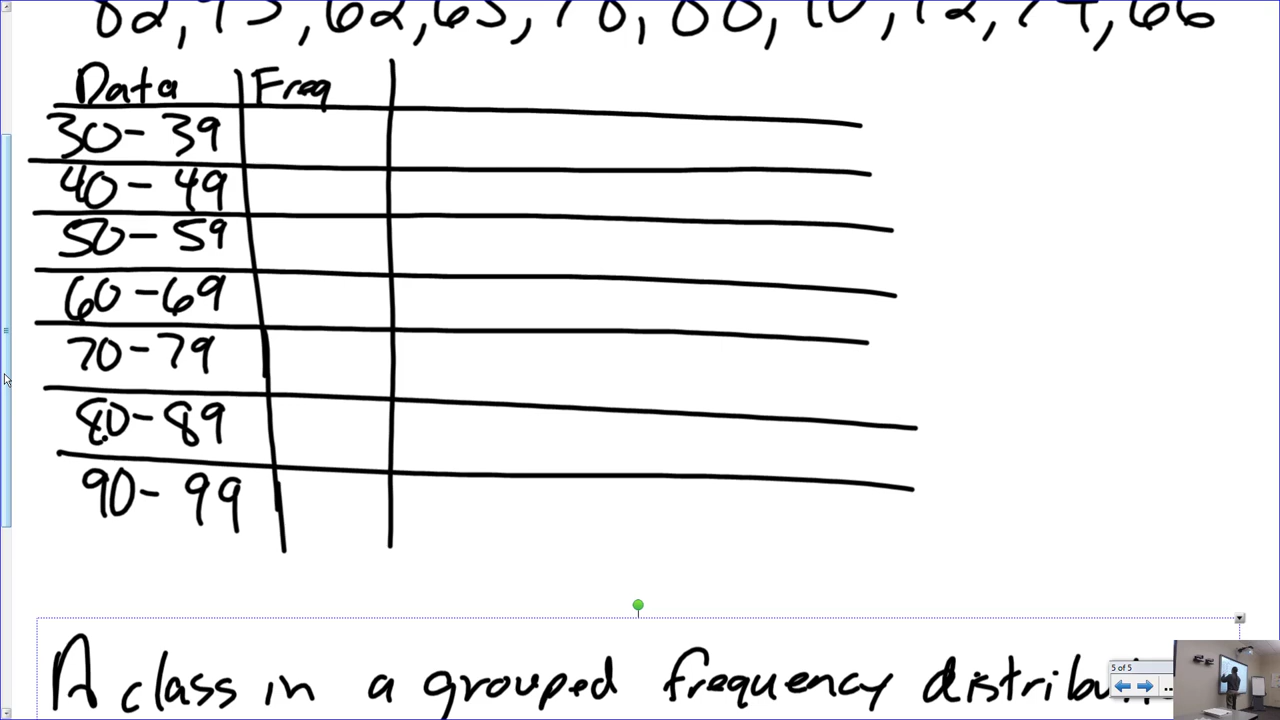 66
Data Freq
30-39
40-49
50-59
60-69
70-79
80-89
90-99
A class in a grouped frequency
5 of 5